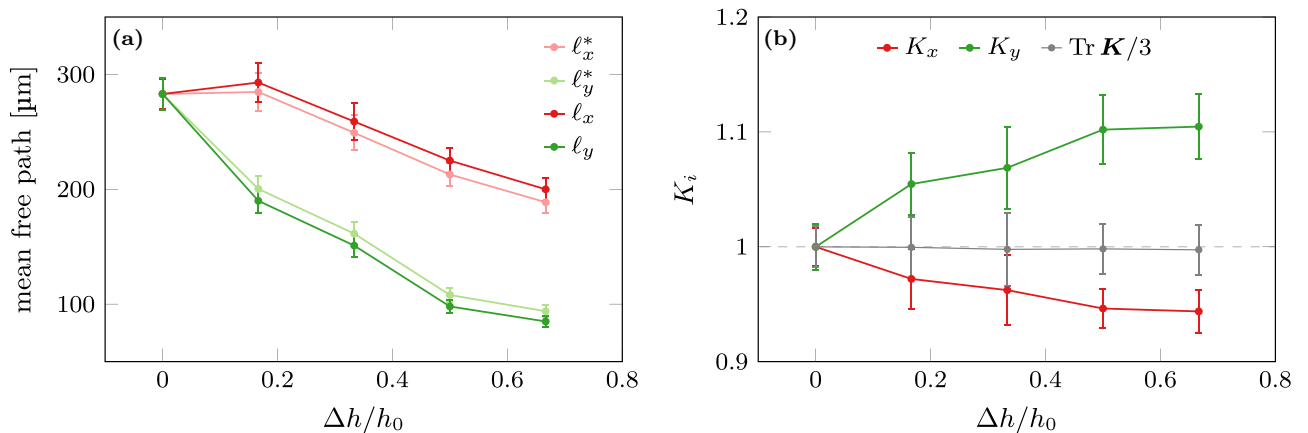 (a)
ℓ*x
ℓ*y
ℓx
ℓy
300
200
100
mean free path [µm]
0
0.2
0.4
0.6
0.8
Δh/h0
(b)
Kx
Ky
Tr K/3
1.2
1.1
1
0.9
Ki
0
0.2
0.4
0.6
0.8
Δh/h0